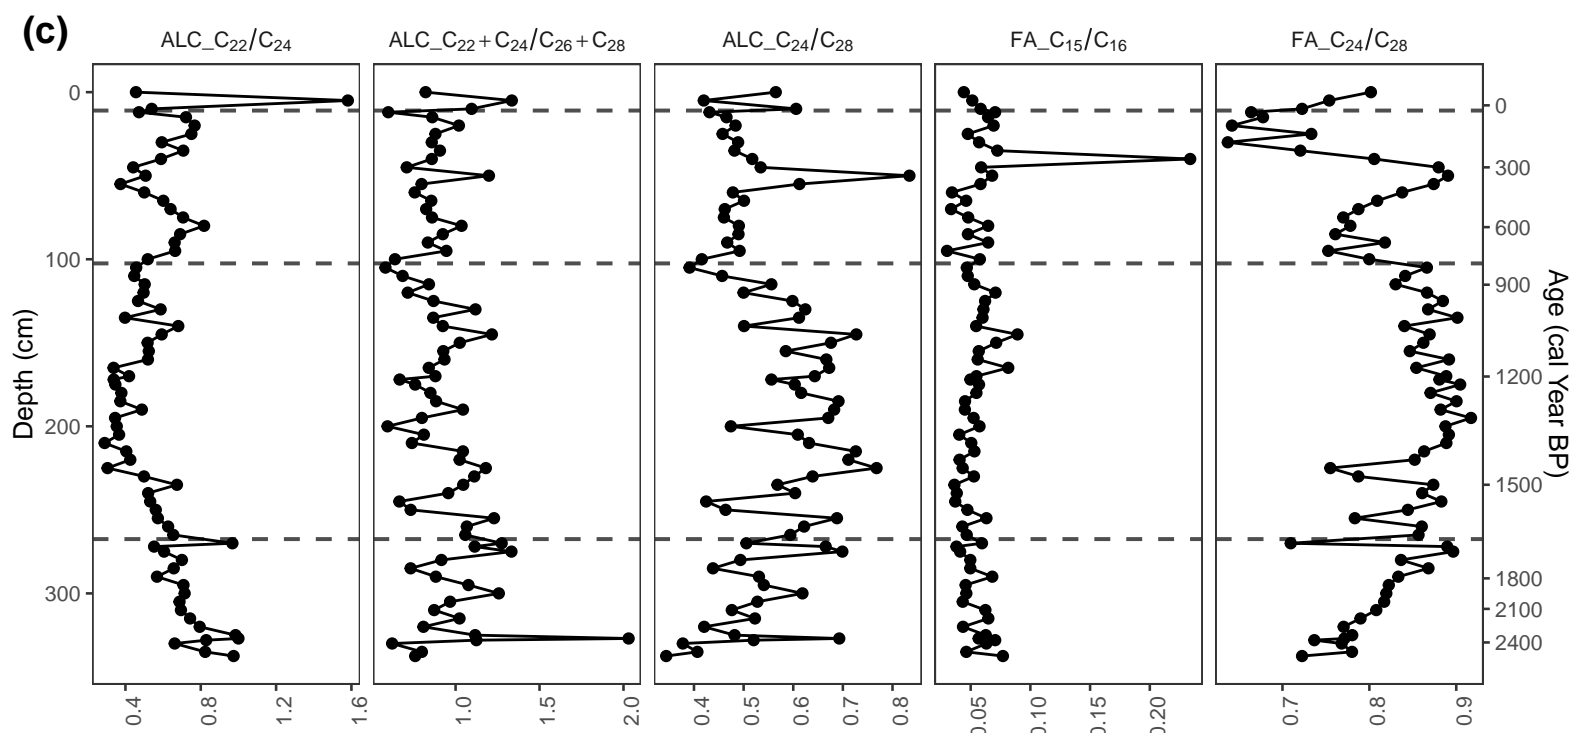 (c)
ALC_C₂₂/C₂₄ ALC_C₂₂+C₂₄/C₂₆+C₂₈ ALC_C₂₄/C₂₈ FA_C₁₅/C₁₆ FA_C₂₄/C₂₈
Depth (cm)
0
100
200
300
Age (cal Year BP)
0
300
600
900
1200
1500
1800
2100
2400
0.4 0.8 1.2 1.6 1.0 1.5 2.0 0.4 0.5 0.6 0.7 0.8 0.05 0.10 0.15 0.20 0.7 0.8 0.9